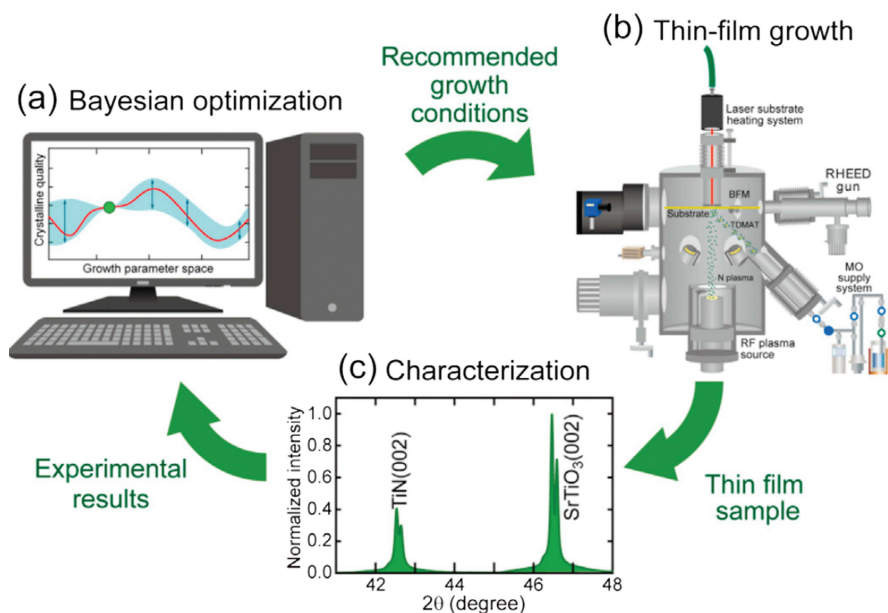 (a) Bayesian optimization
Crystalline quality
Growth parameter space
Recommended
growth
conditions
(b) Thin-film growth
Laser substrate
heating system
RHEED
gun
BFM
Substrate
TDMAT
N plasma
MO
supply
system
RF plasma
source
Thin film
sample
(c) Characterization
Normalized intensity
1.0
0.8
0.6
0.4
0.2
0.0
TiN(002)
SrTiO₃(002)
42
44
46
48
2θ (degree)
Experimental
results